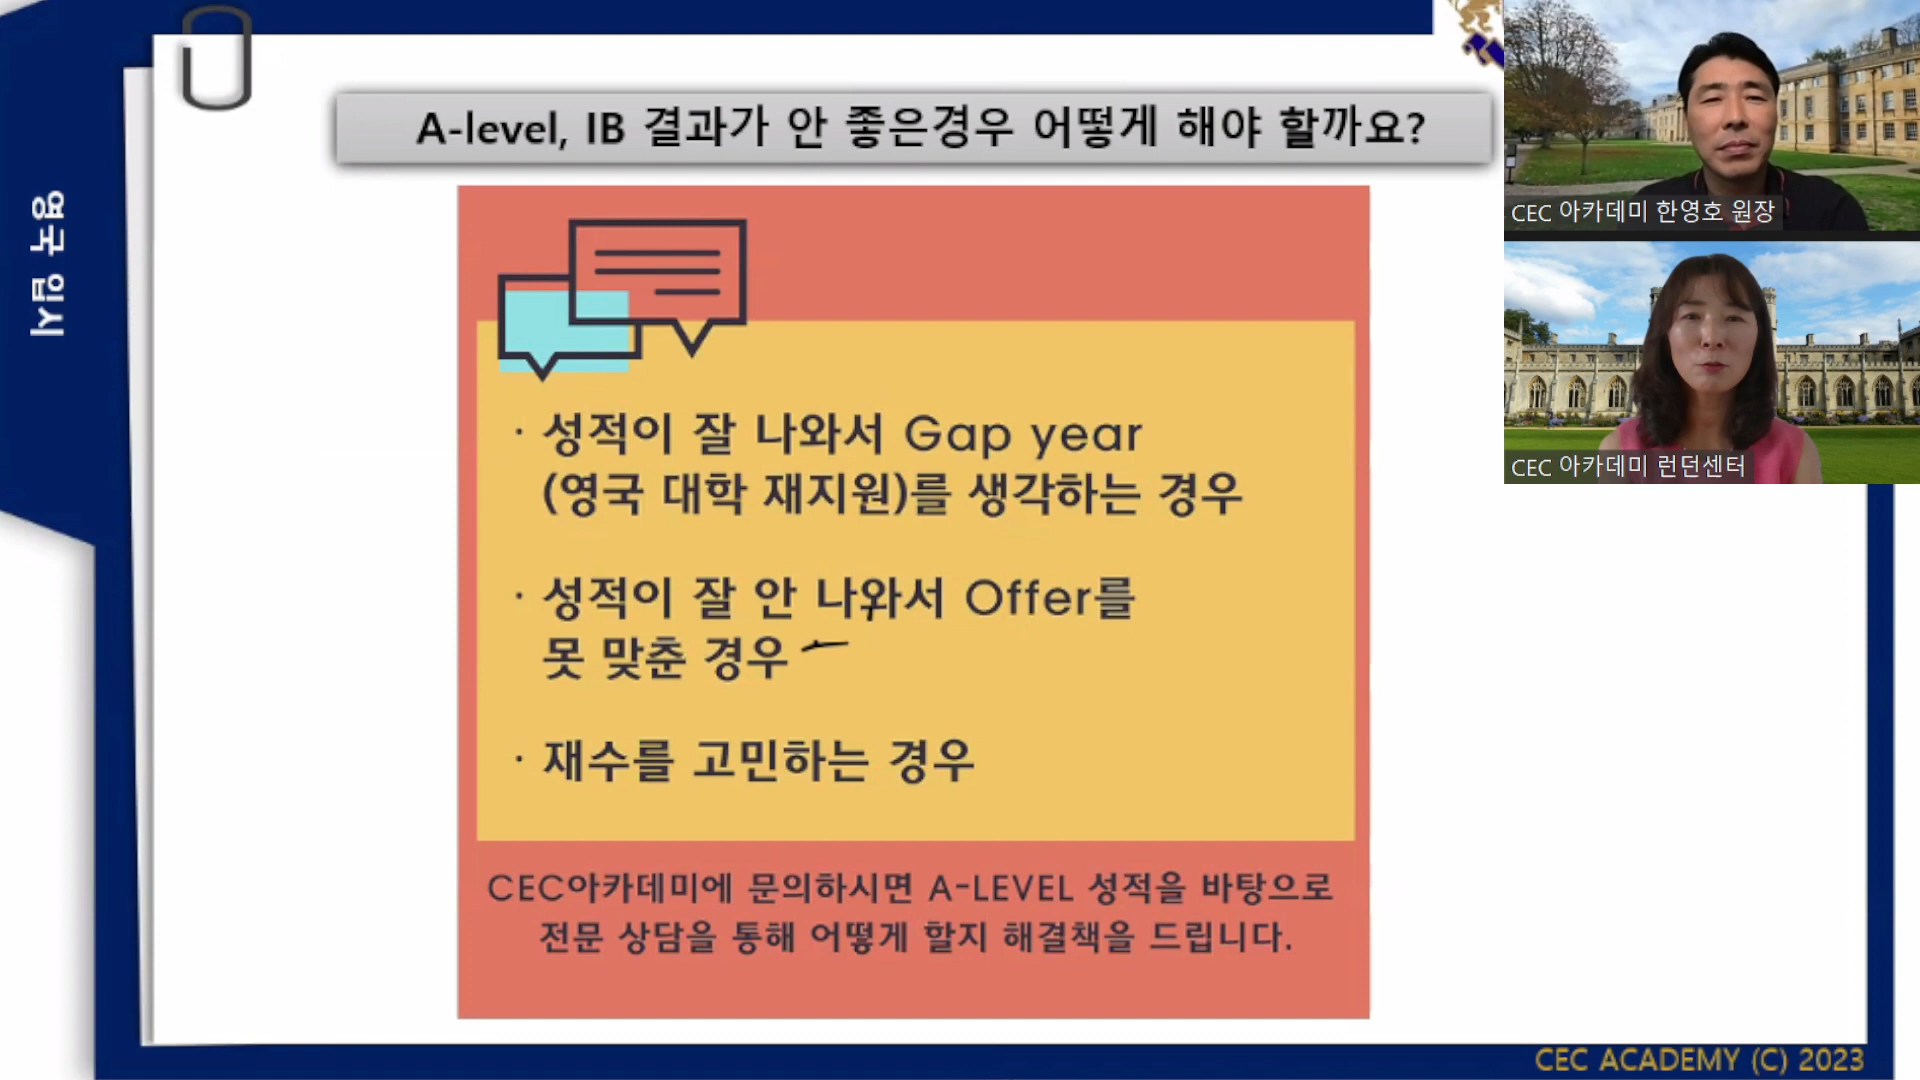 영국 입시
A-level, IB 결과가 안 좋은경우 어떻게 해야 할까요?
· 성적이 잘 나와서 Gap year
(영국 대학 재지원)를 생각하는 경우
· 성적이 잘 안 나와서 Offer를
못 맞춘 경우
· 재수를 고민하는 경우
CEC아카데미에 문의하시면 A-LEVEL 성적을 바탕으로
전문 상담을 통해 어떻게 할지 해결책을 드립니다.
CEC 아카데미 한영호 원장
CEC 아카데미 런던센터
CEC ACADEMY (C) 2023